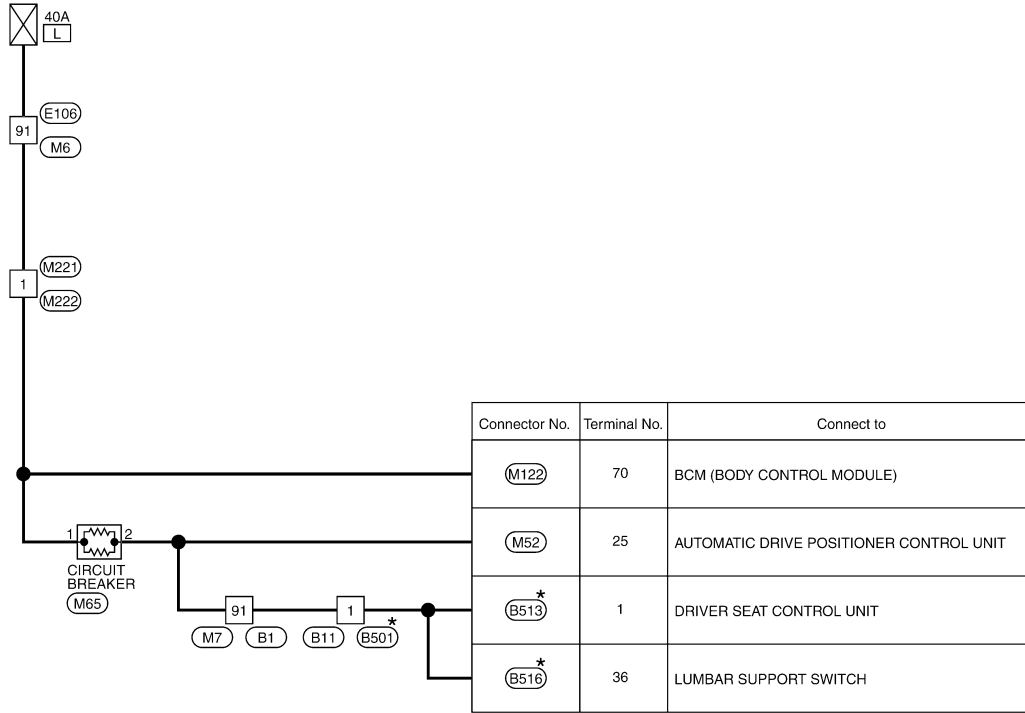 40A
L
E106
91
M6
M221
1
M222
Connector No. Terminal No. Connect to
M122 70 BCM (BODY CONTROL MODULE)
1 2
M52 25 AUTOMATIC DRIVE POSITIONER CONTROL UNIT
CIRCUIT
BREAKER
M65
91 1
*
B513 1 DRIVER SEAT CONTROL UNIT
M7 B1 B11 B501 *
*
B516 36 LUMBAR SUPPORT SWITCH